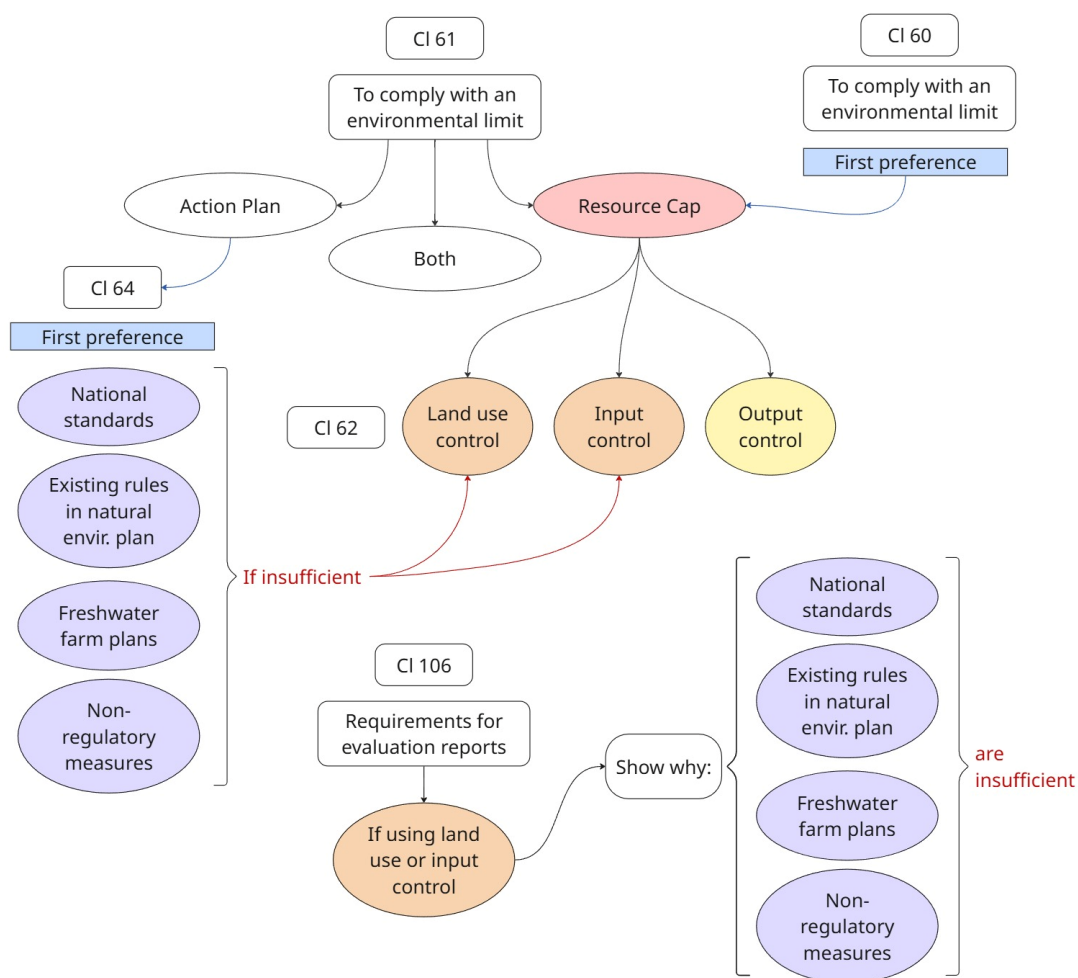 Cl 61
To comply with an
environmental limit
Cl 60
To comply with an
environmental limit
First preference
Action Plan
Resource Cap
Both
Cl 64
First preference
National
standards
Existing rules
in natural
envir. plan
Freshwater
farm plans
Non-
regulatory
measures
Cl 62
Land use
control
Input
control
Output
control
If insufficient
Cl 106
Requirements for
evaluation reports
If using land
use or input
control
Show why:
National
standards
Existing rules
in natural
envir. plan
Freshwater
farm plans
Non-
regulatory
measures
are
insufficient